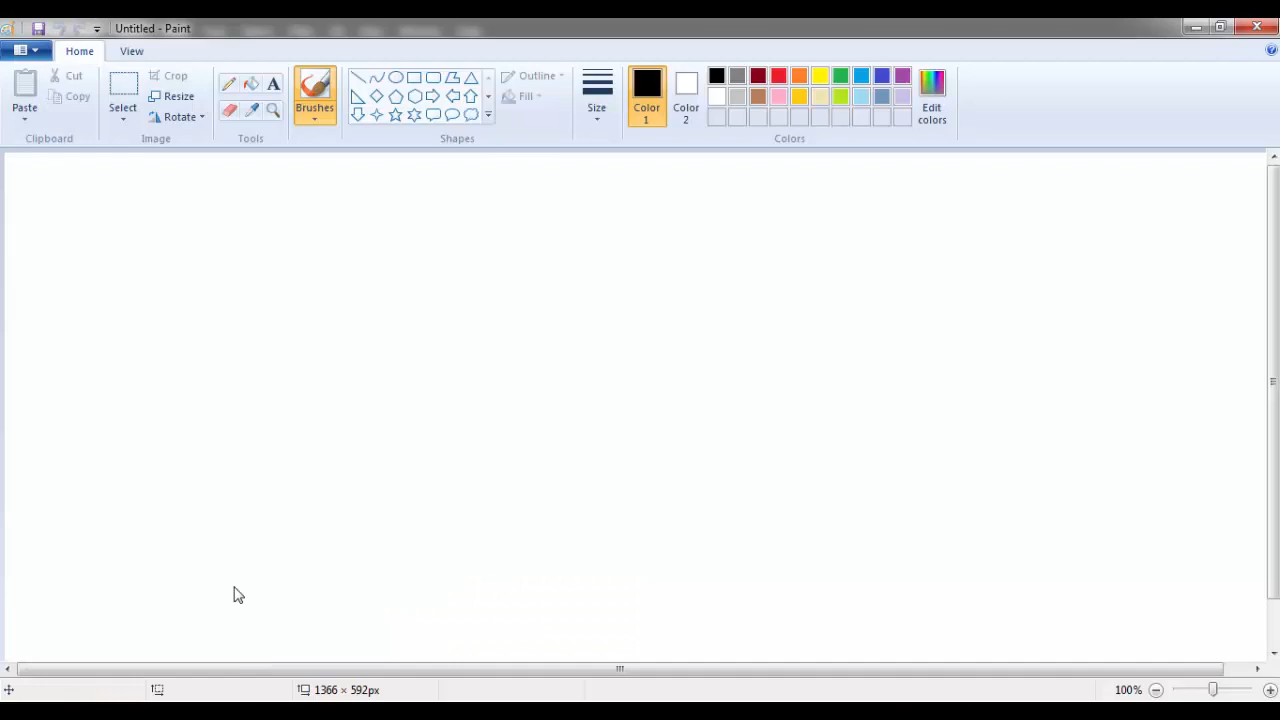 Untitled - Paint
Home View
Paste
Cut
Copy
Clipboard
Select
Crop
Resize
Rotate
Image
A
Tools
Brushes
Outline
Fill
Shapes
Size
Color 1
Color 2
Edit colors
Colors
1366 × 592px
100%